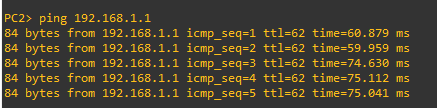 PC2> ping 192.168.1.1
84 bytes from 192.168.1.1 icmp_seq=1 ttl=62 time=60.879 ms
84 bytes from 192.168.1.1 icmp_seq=2 ttl=62 time=59.959 ms
84 bytes from 192.168.1.1 icmp_seq=3 ttl=62 time=74.630 ms
84 bytes from 192.168.1.1 icmp_seq=4 ttl=62 time=75.112 ms
84 bytes from 192.168.1.1 icmp_seq=5 ttl=62 time=75.041 ms